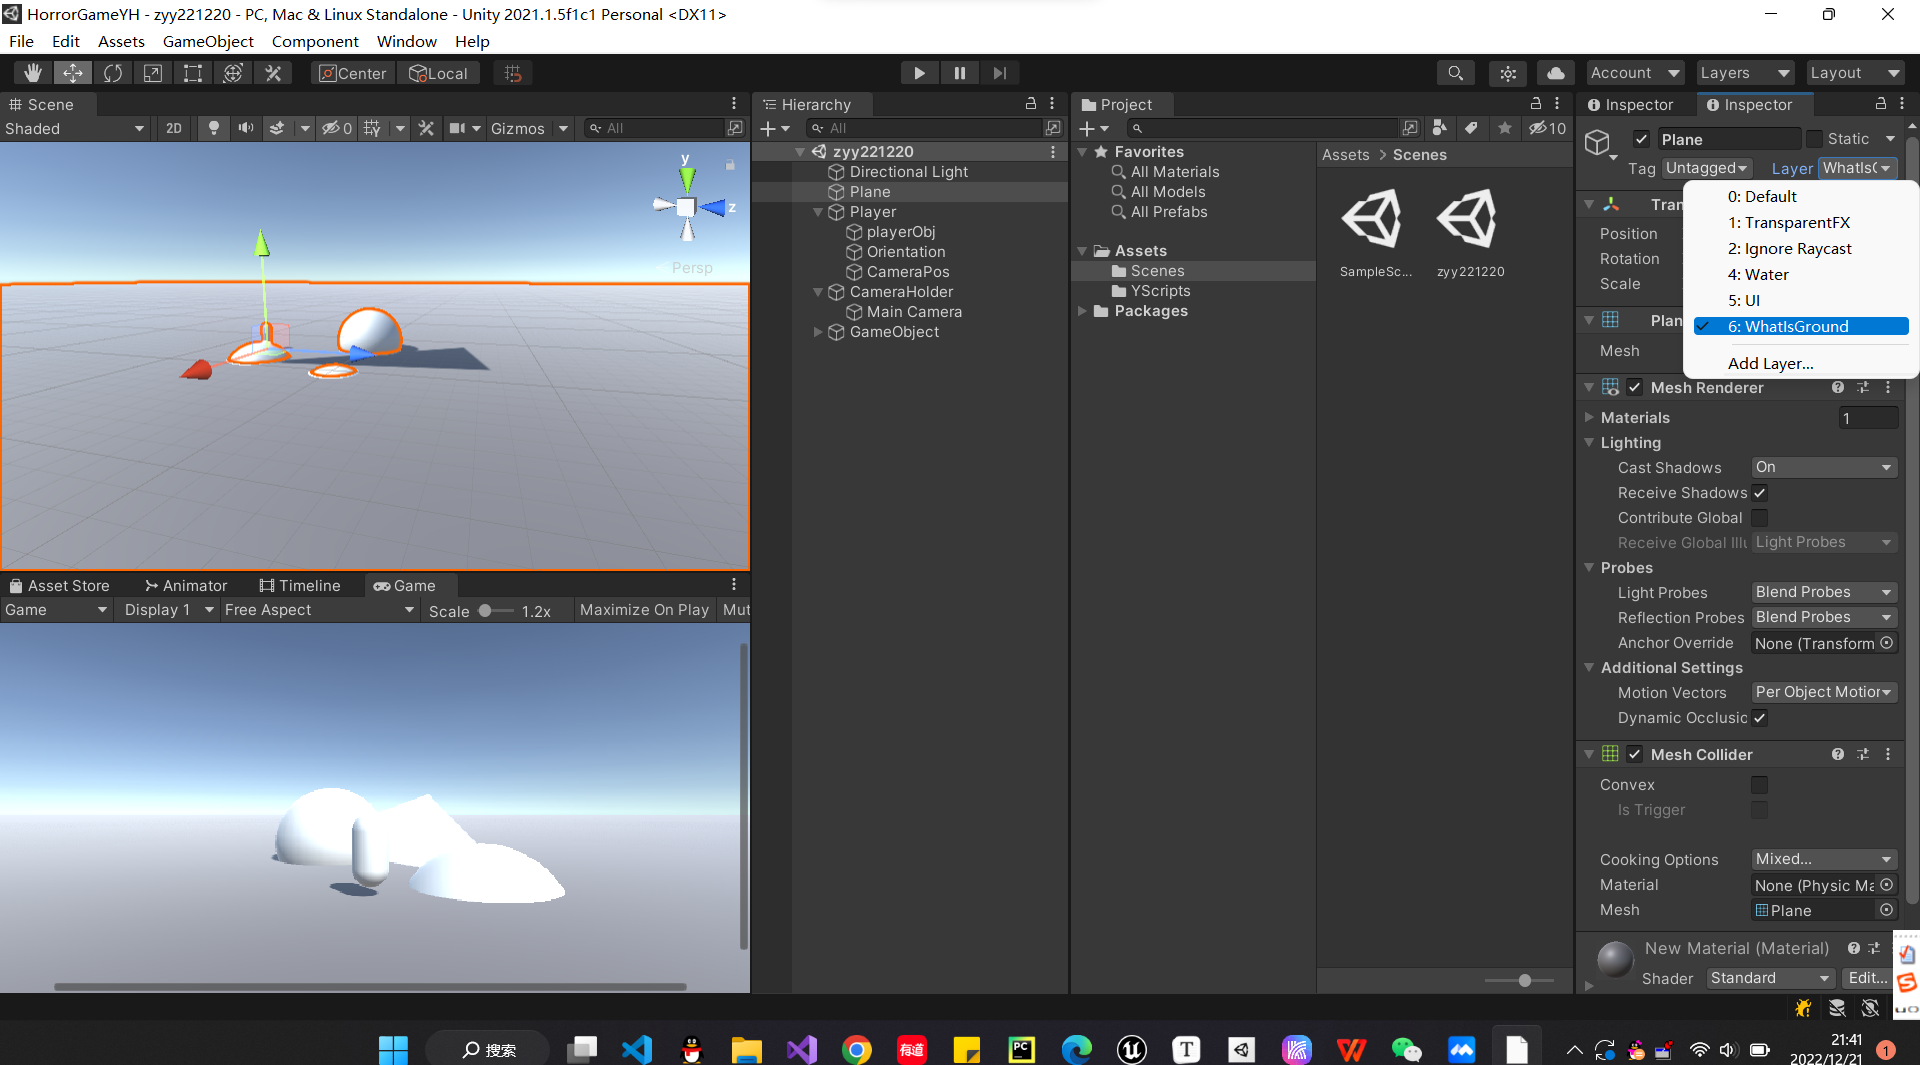 HorrorGameYH - zyy221220 - PC, Mac & Linux Standalone - Unity 2021.1.5f1c1 Personal <DX11>
File Edit Assets GameObject Component Window Help
Center Local
Account Layers Layout
Scene
Shaded 2D 0 Gizmos All
y
z
Persp
Asset Store Animator Timeline Game
Game Display 1 Free Aspect Scale 1.2x Maximize On Play Mut
Hierarchy
All
zyy221220
Directional Light
Plane
Player
playerObj
Orientation
CameraPos
CameraHolder
Main Camera
GameObject
Project
10
Favorites
All Materials
All Models
All Prefabs
Assets
Scenes
YScripts
Packages
Assets > Scenes
SampleSc...
zyy221220
Inspector Inspector
Plane Static
Tag Untagged Layer WhatIsG
0: Default
1: TransparentFX
2: Ignore Raycast
4: Water
5: UI
6: WhatIsGround
Add Layer...
Tran
Position
Rotation
Scale
Plan
Mesh
Mesh Renderer
Materials 1
Lighting
Cast Shadows On
Receive Shadows
Contribute Global
Receive Global Illu Light Probes
Probes
Light Probes Blend Probes
Reflection Probes Blend Probes
Anchor Override None (Transform
Additional Settings
Motion Vectors Per Object Motion
Dynamic Occlusic
Mesh Collider
Convex
Is Trigger
Cooking Options Mixed...
Material None (Physic Ma
Mesh Plane
New Material (Material)
Shader Standard Edit...
搜索
有道
PC
T
21:41
2022/12/21
1